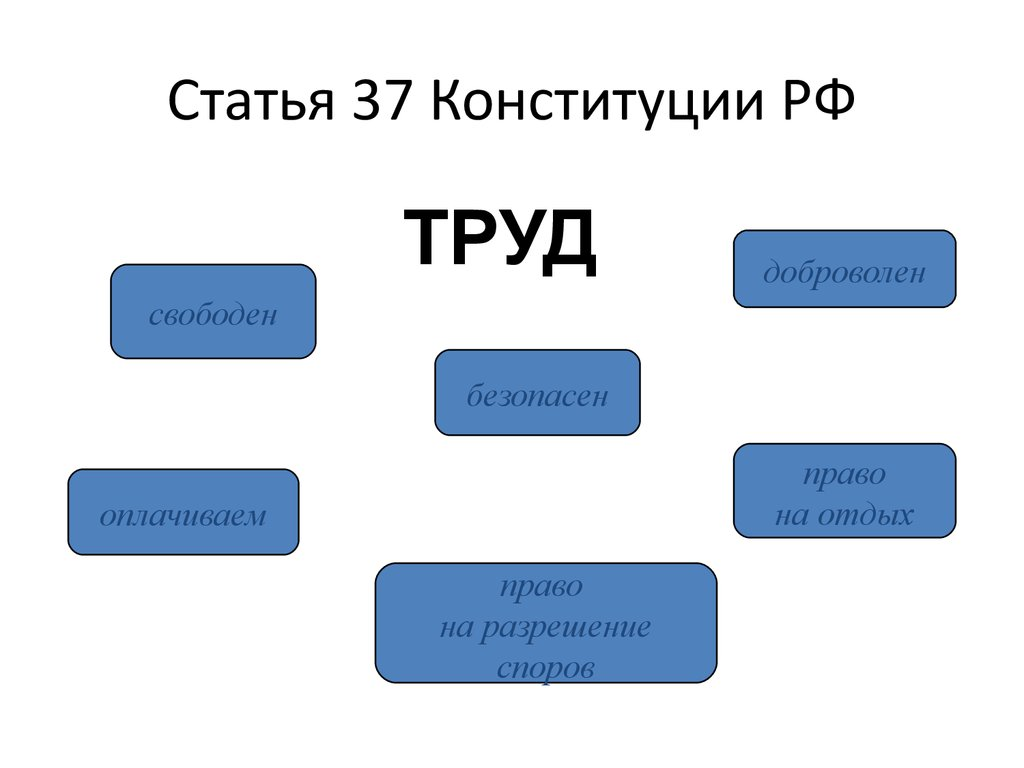 Статья 37 Конституции РФ
ТРУД
доброволен
свободен
безопасен
право
на отдых
оплачиваем
право
на разрешение
споров